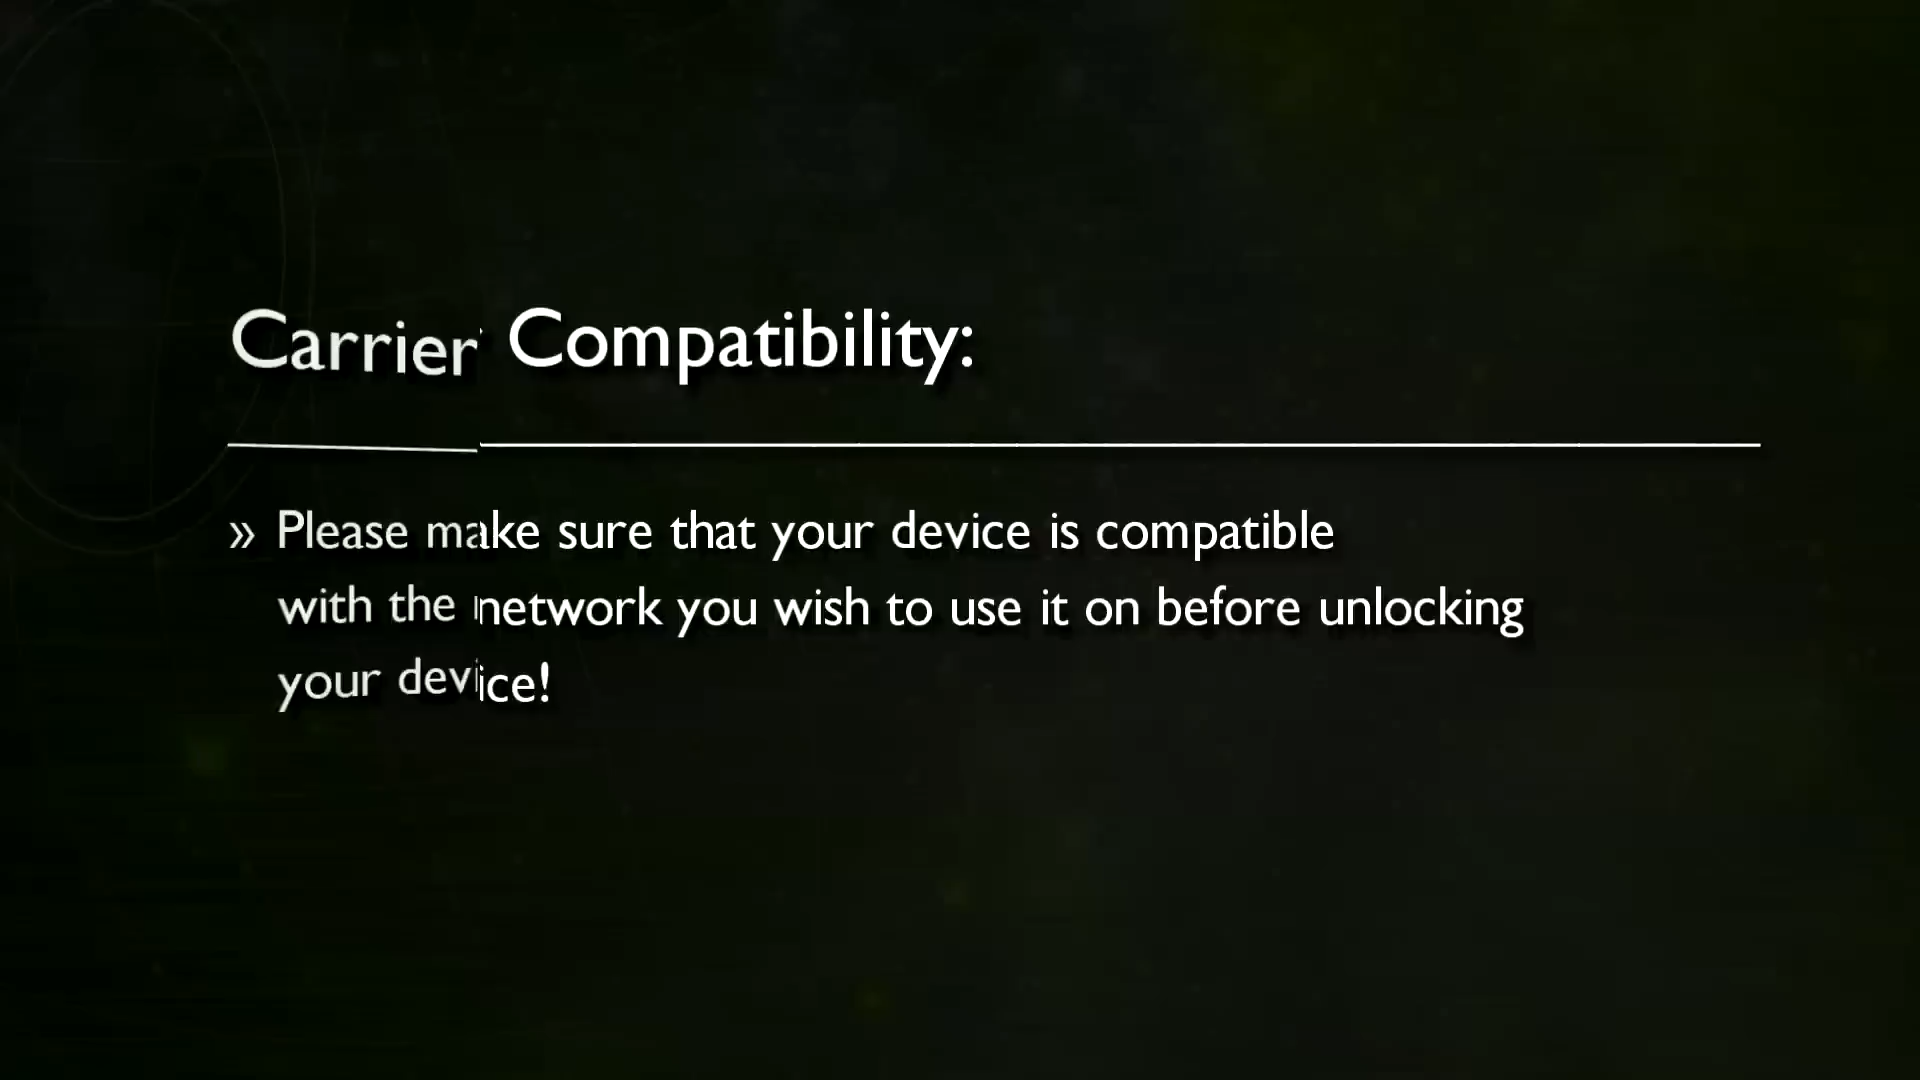 Carrier Compatibility:
» Please make sure that your device is compatible
with the network you wish to use it on before unlocking
your device!